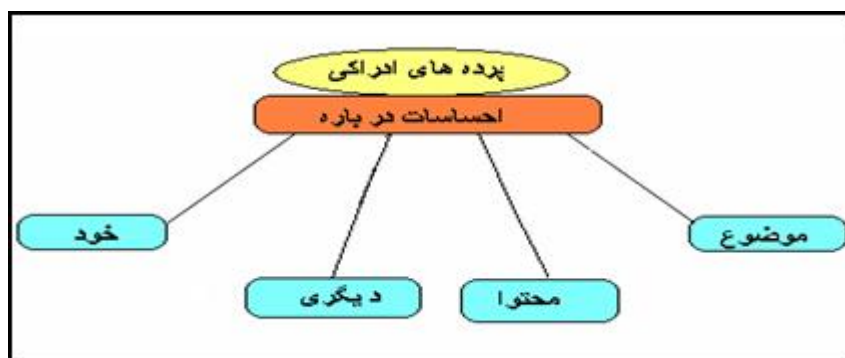 پرده های ادراکی
احساسات در باره
موضوع
خود
محتوا
دیگری